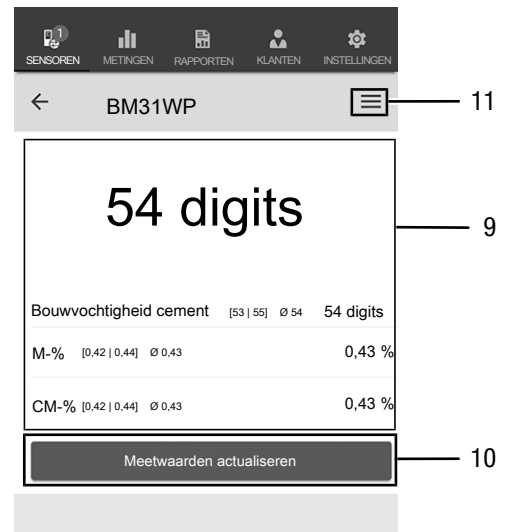 1
SENSOREN METINGEN RAPPORTEN KLANTEN INSTELLINGEN
BM31WP
11
54 digits
9
Bouwvochtigheid cement [53 | 55] Ø 54 54 digits
M-% [0,42 | 0,44] Ø 0,43 0,43 %
CM-% [0,42 | 0,44] Ø 0,43 0,43 %
Meetwaarden actualiseren
10